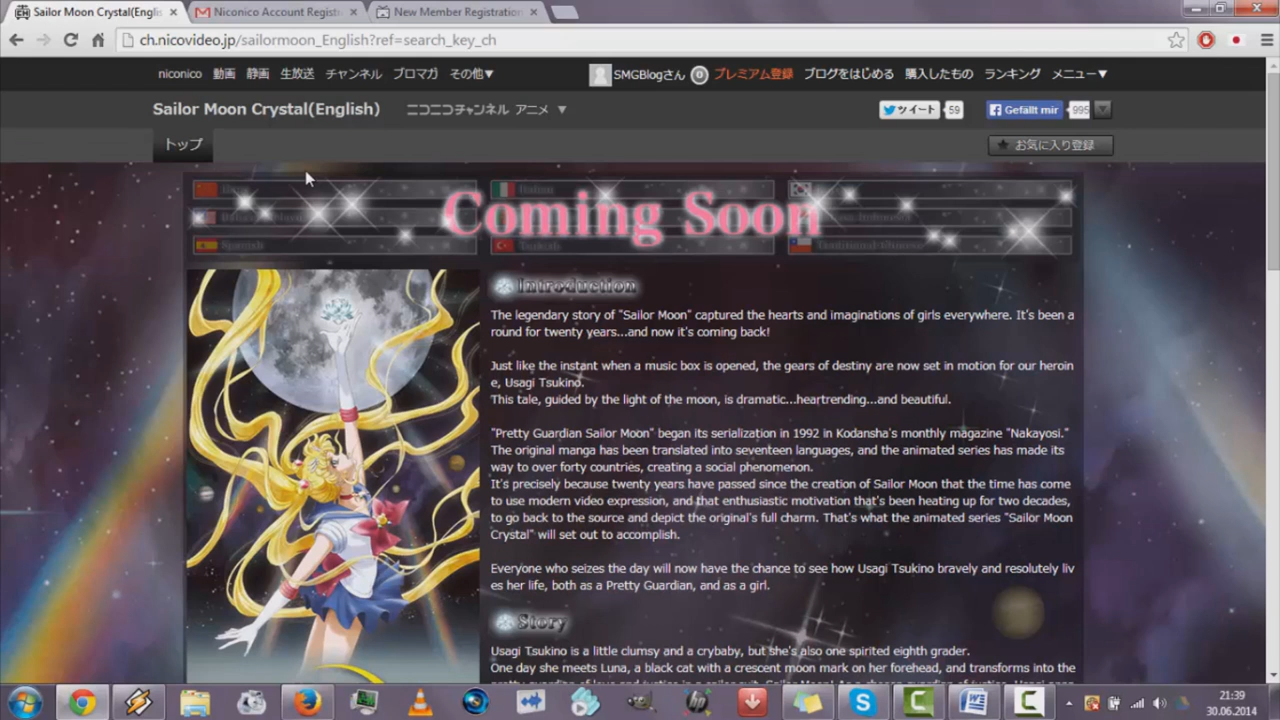 Sailor Moon Crystal(Englis
Niconico Account Registr
New Member Registration
ch.nicovideo.jp/sailormoon_English?ref=search_key_ch
niconico 動画 静画 生放送 チャンネル ブロマガ その他▼ SMGBlogさん 0 プレミアム登録 ブログをはじめる 購入したもの ランキング メニュー▼
Sailor Moon Crystal(English) ニコニコチャンネル アニメ ▼ ツイート 59 Gefällt mir 995
トップ ★ お気に入り登録
Italian
Coming Soon
Spanish Turkish Traditional Chinese
Introduction
The legendary story of "Sailor Moon" captured the hearts and imaginations of girls everywhere. It's been a
round for twenty years...and now it's coming back!
Just like the instant when a music box is opened, the gears of destiny are now set in motion for our heroin
e, Usagi Tsukino.
This tale, guided by the light of the moon, is dramatic...heartrending...and beautiful.
"Pretty Guardian Sailor Moon" began its serialization in 1992 in Kodansha's monthly magazine "Nakayosi."
The original manga has been translated into seventeen languages, and the animated series has made its
way to over forty countries, creating a social phenomenon.
It's precisely because twenty years have passed since the creation of Sailor Moon that the time has come
to use modern video expression, and that enthusiastic motivation that's been heating up for two decades,
to go back to the source and depict the original's full charm. That's what the animated series "Sailor Moon
Crystal" will set out to accomplish.
Everyone who seizes the day will now have the chance to see how Usagi Tsukino bravely and resolutely liv
es her life, both as a Pretty Guardian, and as a girl.
Story
Usagi Tsukino is a little clumsy and a crybaby, but she's also one spirited eighth grader.
One day she meets Luna, a black cat with a crescent moon mark on her forehead, and transforms into the
21:39
30.06.2014